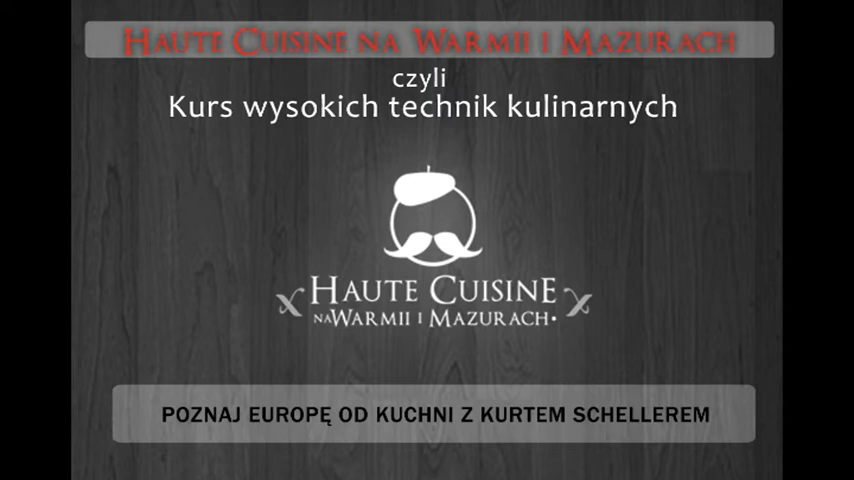 Haute Cuisine na Warmii i Mazurach
czyli
Kurs wysokich technik kulinarnych
Haute Cuisine
na Warmii i Mazurach
POZNAJ EUROPĘ OD KUCHNI Z KURTEM SCHELLEREM